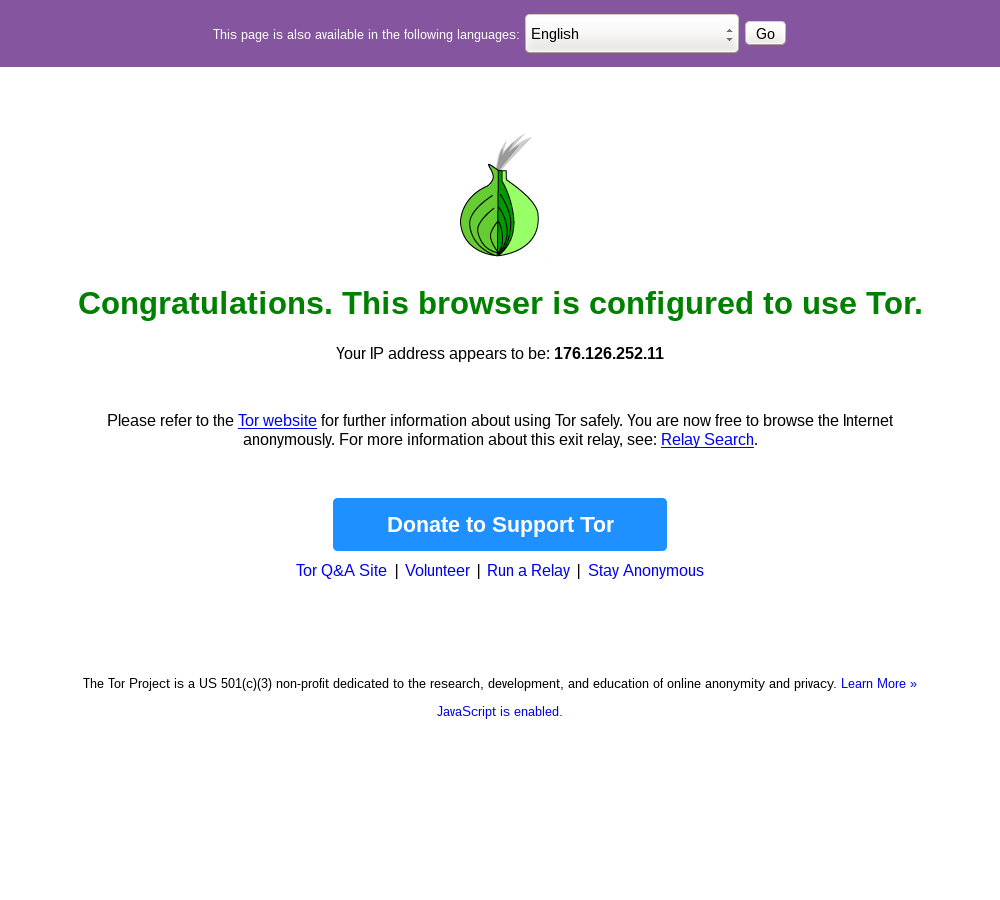 This page is also available in the following languages: English Go
Congratulations. This browser is configured to use Tor.
Your IP address appears to be: 176.126.252.11
Please refer to the Tor website for further information about using Tor safely. You are now free to browse the Internet
anonymously. For more information about this exit relay, see: Relay Search.
Donate to Support Tor
Tor Q&A Site | Volunteer | Run a Relay | Stay Anonymous
The Tor Project is a US 501(c)(3) non-profit dedicated to the research, development, and education of online anonymity and privacy. Learn More »
JavaScript is enabled.